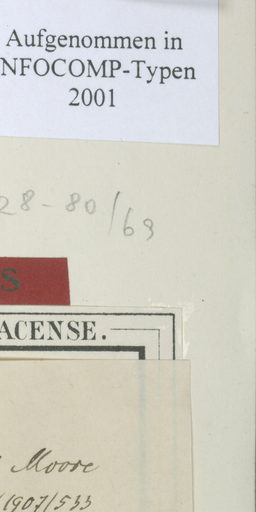 Aufgenommen in
NFOCOMP-Typen
2001
28-80/69
S
ACENSE.
Moore
1907/533